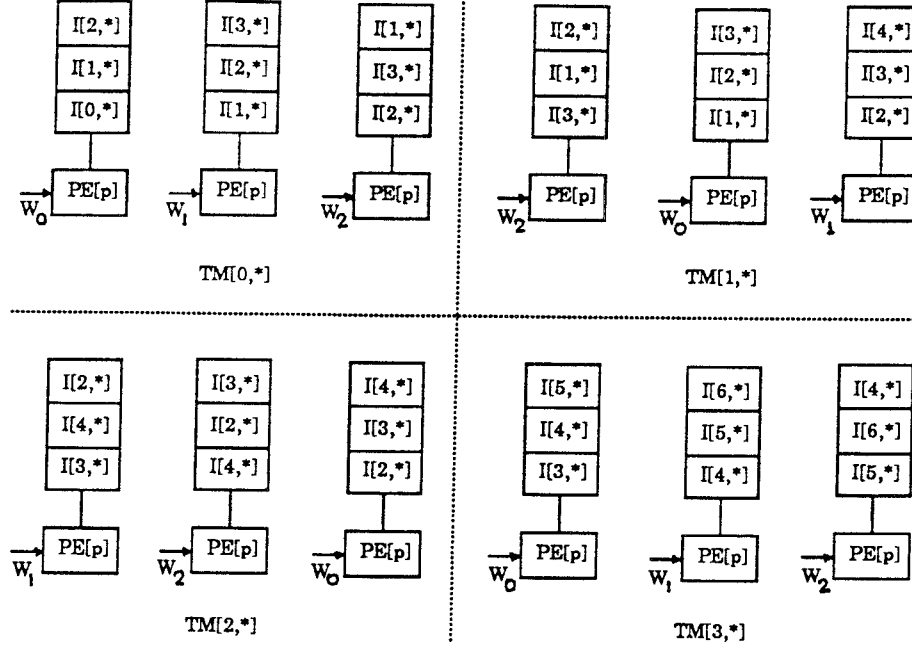 I[2,*] I[3,*] I[1,*] I[2,*] I[3,*] I[4,*]
I[1,*] I[2,*] I[3,*] I[1,*] I[2,*] I[3,*]
I[0,*] I[1,*] I[2,*] I[3,*] I[1,*] I[2,*]
PE[p] PE[p] PE[p] PE[p] PE[p] PE[p]
W0 W1 W2 W2 W0 W1
TM[0,*] TM[1,*]
I[2,*] I[3,*] I[4,*] I[5,*] I[6,*] I[4,*]
I[4,*] I[2,*] I[3,*] I[4,*] I[5,*] I[6,*]
I[3,*] I[4,*] I[2,*] I[3,*] I[4,*] I[5,*]
PE[p] PE[p] PE[p] PE[p] PE[p] PE[p]
W1 W2 W0 W0 W1 W2
TM[2,*] TM[3,*]